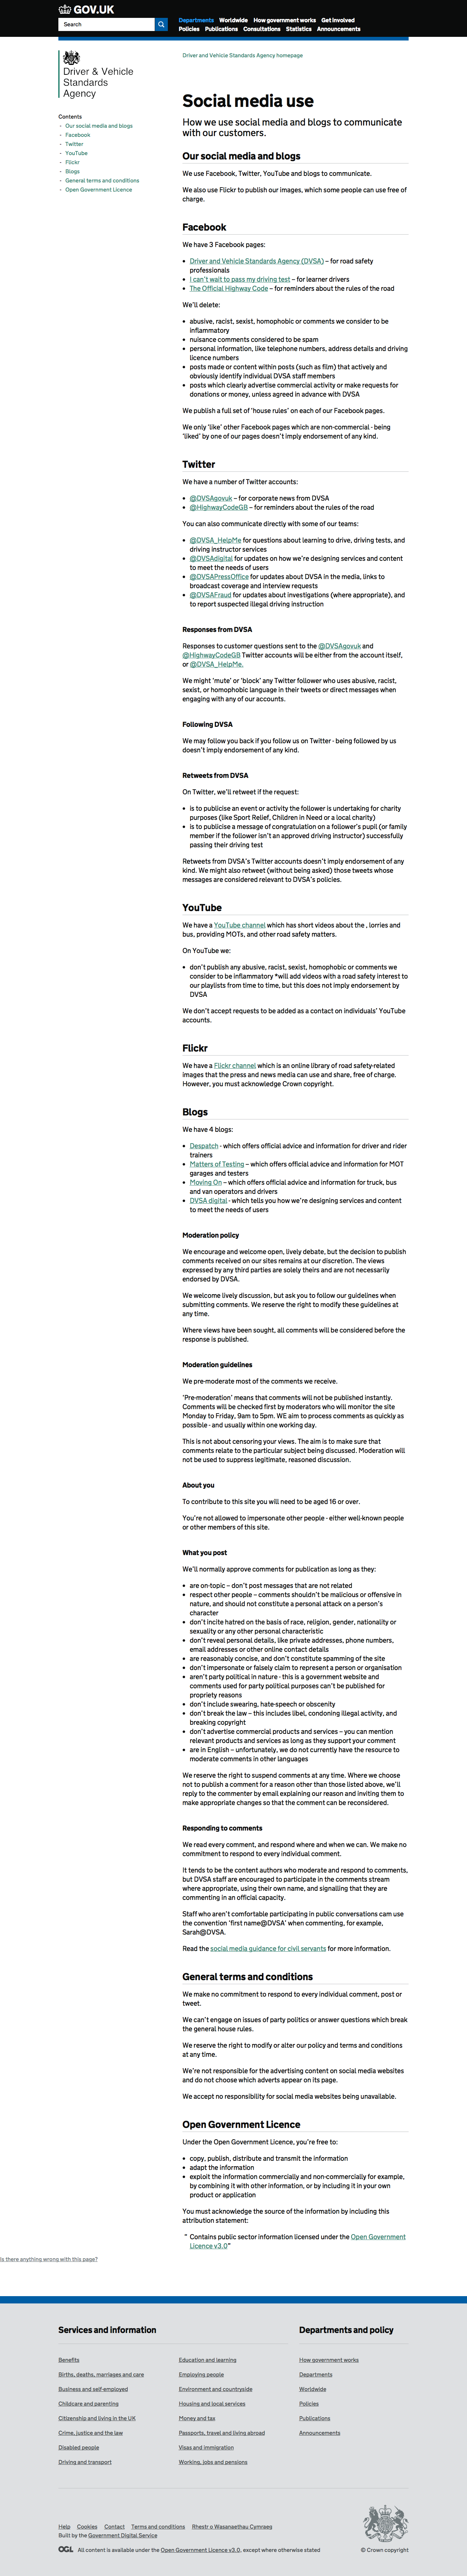 GOV.UK
Search
Departments Worldwide How government works Get involved
Policies Publications Consultations Statistics Announcements
Driver & Vehicle
Standards
Agency
Driver and Vehicle Standards Agency homepage
Contents
- Our social media and blogs
- Facebook
- Twitter
- YouTube
- Flickr
- Blogs
- General terms and conditions
- Open Government Licence
Social media use
How we use social media and blogs to communicate
with our customers.
Our social media and blogs
We use Facebook, Twitter, YouTube and blogs to communicate.
We also use Flickr to publish our images, which some people can use free of
charge.
Facebook
We have 3 Facebook pages:
• Driver and Vehicle Standards Agency (DVSA) – for road safety
professionals
• I can't wait to pass my driving test – for learner drivers
• The Official Highway Code – for reminders about the rules of the road
We'll delete:
• abusive, racist, sexist, homophobic or comments we consider to be
inflammatory
• nuisance comments considered to be spam
• personal information, like telephone numbers, address details and driving
licence numbers
• posts made or content within posts (such as film) that actively and
obviously identify individual DVSA staff members
• posts which clearly advertise commercial activity or make requests for
donations or money, unless agreed in advance with DVSA
We publish a full set of 'house rules' on each of our Facebook pages.
We only 'like' other Facebook pages which are non-commercial - being
'liked' by one of our pages doesn't imply endorsement of any kind.
Twitter
We have a number of Twitter accounts:
• @DVSAgovuk – for corporate news from DVSA
• @HighwayCodeGB – for reminders about the rules of the road
You can also communicate directly with some of our teams:
• @DVSA_HelpMe for questions about learning to drive, driving tests, and
driving instructor services
• @DVSAdigital for updates on how we're designing services and content
to meet the needs of users
• @DVSAPressOffice for updates about DVSA in the media, links to
broadcast coverage and interview requests
• @DVSAFraud for updates about investigations (where appropriate), and
to report suspected illegal driving instruction
Responses from DVSA
Responses to customer questions sent to the @DVSAgovuk and
@HighwayCodeGB Twitter accounts will be either from the account itself,
or @DVSA_HelpMe.
We might 'mute' or 'block' any Twitter follower who uses abusive, racist,
sexist, or homophobic language in their tweets or direct messages when
engaging with any of our accounts.
Following DVSA
We may follow you back if you follow us on Twitter - being followed by us
doesn't imply endorsement of any kind.
Retweets from DVSA
On Twitter, we'll retweet if the request:
• is to publicise an event or activity the follower is undertaking for charity
purposes (like Sport Relief, Children in Need or a local charity)
• is to publicise a message of congratulation on a follower's pupil (or family
member if the follower isn't an approved driving instructor) successfully
passing their driving test
Retweets from DVSA's Twitter accounts doesn't imply endorsement of any
kind. We might also retweet (without being asked) those tweets whose
messages are considered relevant to DVSA's policies.
YouTube
We have a YouTube channel which has short videos about the , lorries and
bus, providing MOTs, and other road safety matters.
On YouTube we:
• don't publish any abusive, racist, sexist, homophobic or comments we
consider to be inflammatory *will add videos with a road safety interest to
our playlists from time to time, but this does not imply endorsement by
DVSA
We don't accept requests to be added as a contact on individuals' YouTube
accounts.
Flickr
We have a Flickr channel which is an online library of road safety-related
images that the press and news media can use and share, free of charge.
However, you must acknowledge Crown copyright.
Blogs
We have 4 blogs:
• Despatch - which offers official advice and information for driver and rider
trainers
• Matters of Testing – which offers official advice and information for MOT
garages and testers
• Moving On – which offers official advice and information for truck, bus
and van operators and drivers
• DVSA digital - which tells you how we're designing services and content
to meet the needs of users
Moderation policy
We encourage and welcome open, lively debate, but the decision to publish
comments received on our sites remains at our discretion. The views
expressed by any third parties are solely theirs and are not necessarily
endorsed by DVSA.
We welcome lively discussion, but ask you to follow our guidelines when
submitting comments. We reserve the right to modify these guidelines at
any time.
Where views have been sought, all comments will be considered before the
response is published.
Moderation guidelines
We pre-moderate most of the comments we receive.
'Pre-moderation' means that comments will not be published instantly.
Comments will be checked first by moderators who will monitor the site
Monday to Friday, 9am to 5pm. WE aim to process comments as quickly as
possible - and usually within one working day.
This is not about censoring your views. The aim is to make sure that
comments relate to the particular subject being discussed. Moderation will
not be used to suppress legitimate, reasoned discussion.
About you
To contribute to this site you will need to be aged 16 or over.
You're not allowed to impersonate other people - either well-known people
or other members of this site.
What you post
We'll normally approve comments for publication as long as they:
• are on-topic – don't post messages that are not related
• respect other people – comments shouldn't be malicious or offensive in
nature, and should not constitute a personal attack on a person's
character
• don't incite hatred on the basis of race, religion, gender, nationality or
sexuality or any other personal characteristic
• don't reveal personal details, like private addresses, phone numbers,
email addresses or other online contact details
• are reasonably concise, and don't constitute spamming of the site
• don't impersonate or falsely claim to represent a person or organisation
• aren't party political in nature - this is a government website and
comments used for party political purposes can't be published for
propriety reasons
• don't include swearing, hate-speech or obscenity
• don't break the law – this includes libel, condoning illegal activity, and
breaking copyright
• don't advertise commercial products and services – you can mention
relevant products and services as long as they support your comment
• are in English – unfortunately, we do not currently have the resource to
moderate comments in other languages
We reserve the right to suspend comments at any time. Where we choose
not to publish a comment for a reason other than those listed above, we'll
reply to the commenter by email explaining our reason and inviting them to
make appropriate changes so that the comment can be reconsidered.
Responding to comments
We read every comment, and respond where and when we can. We make no
commitment to respond to every individual comment.
It tends to be the content authors who moderate and respond to comments,
but DVSA staff are encouraged to participate in the comments stream
where appropriate, using their own name, and signalling that they are
commenting in an official capacity.
Staff who aren't comfortable participating in public conversations cam use
the convention 'first name@DVSA' when commenting, for example,
Sarah@DVSA.
Read the social media guidance for civil servants for more information.
General terms and conditions
We make no commitment to respond to every individual comment, post or
tweet.
We can't engage on issues of party politics or answer questions which break
the general house rules.
We reserve the right to modify or alter our policy and terms and conditions
at any time.
We're not responsible for the advertising content on social media websites
and do not choose which adverts appear on its page.
We accept no responsibility for social media websites being unavailable.
Open Government Licence
Under the Open Government Licence, you're free to:
• copy, publish, distribute and transmit the information
• adapt the information
• exploit the information commercially and non-commercially for example,
by combining it with other information, or by including it in your own
product or application
You must acknowledge the source of the information by including this
attribution statement:
“ Contains public sector information licensed under the Open Government
Licence v3.0”
Is there anything wrong with this page?
Services and information
Benefits
Births, deaths, marriages and care
Business and self-employed
Childcare and parenting
Citizenship and living in the UK
Crime, justice and the law
Disabled people
Driving and transport
Education and learning
Employing people
Environment and countryside
Housing and local services
Money and tax
Passports, travel and living abroad
Visas and immigration
Working, jobs and pensions
Departments and policy
How government works
Departments
Worldwide
Policies
Publications
Announcements
Help Cookies Contact Terms and conditions Rhestr o Wasanaethau Cymraeg
Built by the Government Digital Service
OGL All content is available under the Open Government Licence v3.0, except where otherwise stated
© Crown copyright